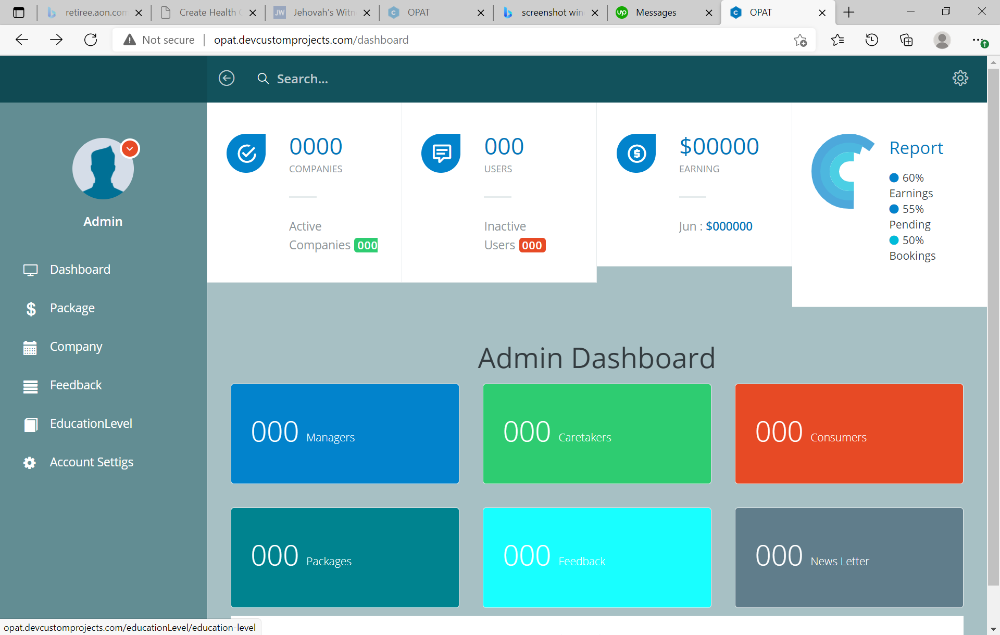 retiree.aon.com
Create Health
Jehovah's Witn
OPAT
screenshot win
Messages
OPAT
Not secure
opat.devcustomprojects.com/dashboard
Search...
Admin
Dashboard
Package
Company
Feedback
EducationLevel
Account Settigs
0000
COMPANIES
Active
Companies 000
000
USERS
Inactive
Users 000
$00000
EARNING
Jun : $000000
Report
60%
Earnings
55%
Pending
50%
Bookings
Admin Dashboard
000 Managers
000 Caretakers
000 Consumers
000 Packages
000 Feedback
000 News Letter
opat.devcustomprojects.com/educationLevel/education-level